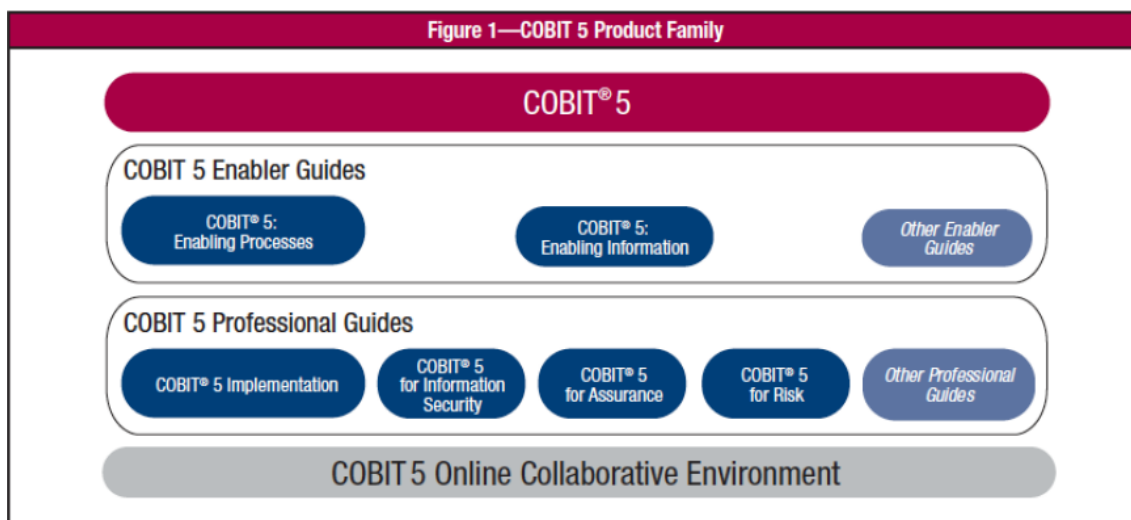 Figure 1—COBIT 5 Product Family
COBIT® 5
COBIT 5 Enabler Guides
COBIT® 5:
Enabling Processes
COBIT® 5:
Enabling Information
Other Enabler
Guides
COBIT 5 Professional Guides
COBIT® 5 Implementation
COBIT® 5
for Information
Security
COBIT® 5
for Assurance
COBIT® 5
for Risk
Other Professional
Guides
COBIT 5 Online Collaborative Environment